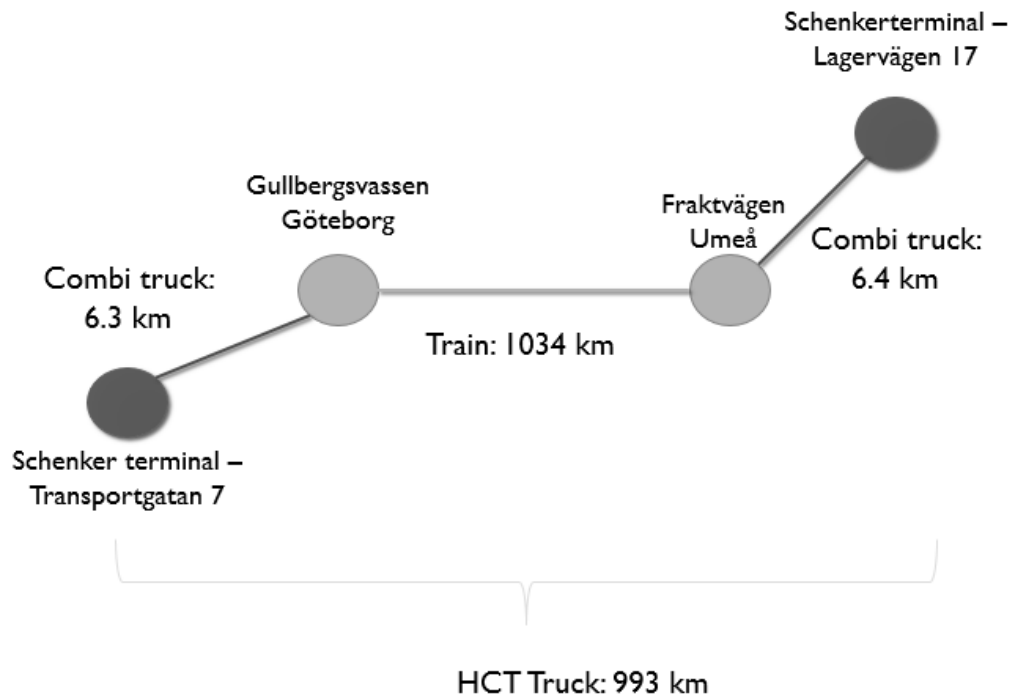 Schenkerterminal –
Lagervägen 17
Gullbergsvassen
Göteborg
Fraktvägen
Umeå
Combi truck:
6.4 km
Combi truck:
6.3 km
Train: 1034 km
Schenker terminal –
Transportgatan 7
HCT Truck: 993 km